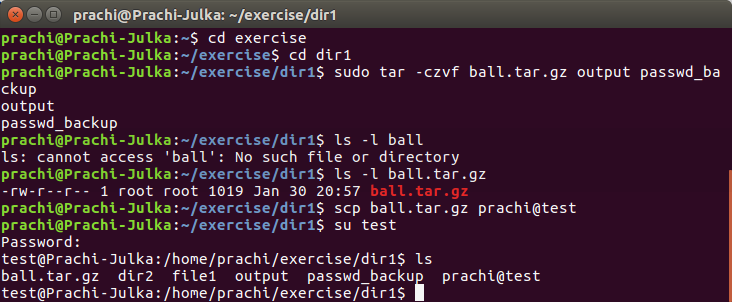 prachi@Prachi-Julka: ~/exercise/dir1
prachi@Prachi-Julka:~$ cd exercise
prachi@Prachi-Julka:~/exercise$ cd dir1
prachi@Prachi-Julka:~/exercise/dir1$ sudo tar -czvf ball.tar.gz output passwd_ba
ckup
output
passwd_backup
prachi@Prachi-Julka:~/exercise/dir1$ ls -l ball
ls: cannot access 'ball': No such file or directory
prachi@Prachi-Julka:~/exercise/dir1$ ls -l ball.tar.gz
-rw-r--r-- 1 root root 1019 Jan 30 20:57 ball.tar.gz
prachi@Prachi-Julka:~/exercise/dir1$ scp ball.tar.gz prachi@test
prachi@Prachi-Julka:~/exercise/dir1$ su test
Password:
test@Prachi-Julka:/home/prachi/exercise/dir1$ ls
ball.tar.gz  dir2  file1  output  passwd_backup  prachi@test
test@Prachi-Julka:/home/prachi/exercise/dir1$